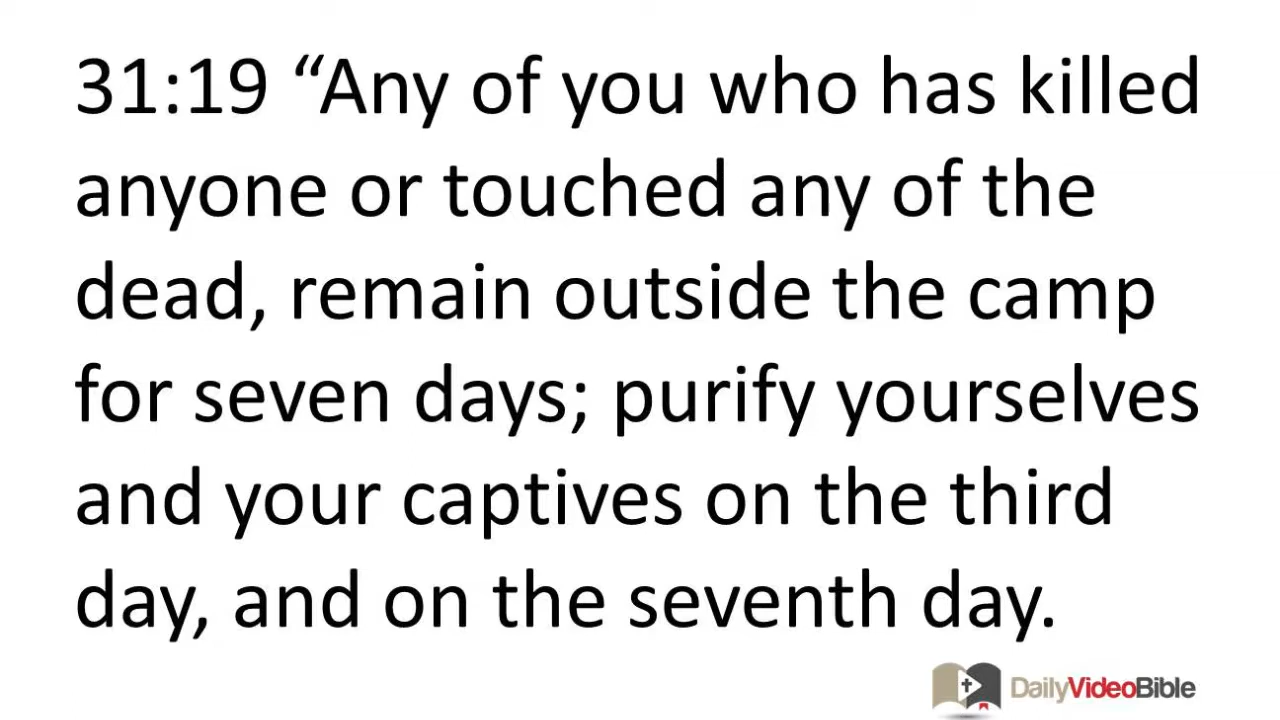 31:19 “Any of you who has killed
anyone or touched any of the
dead, remain outside the camp
for seven days; purify yourselves
and your captives on the third
day, and on the seventh day.
DailyVideoBible